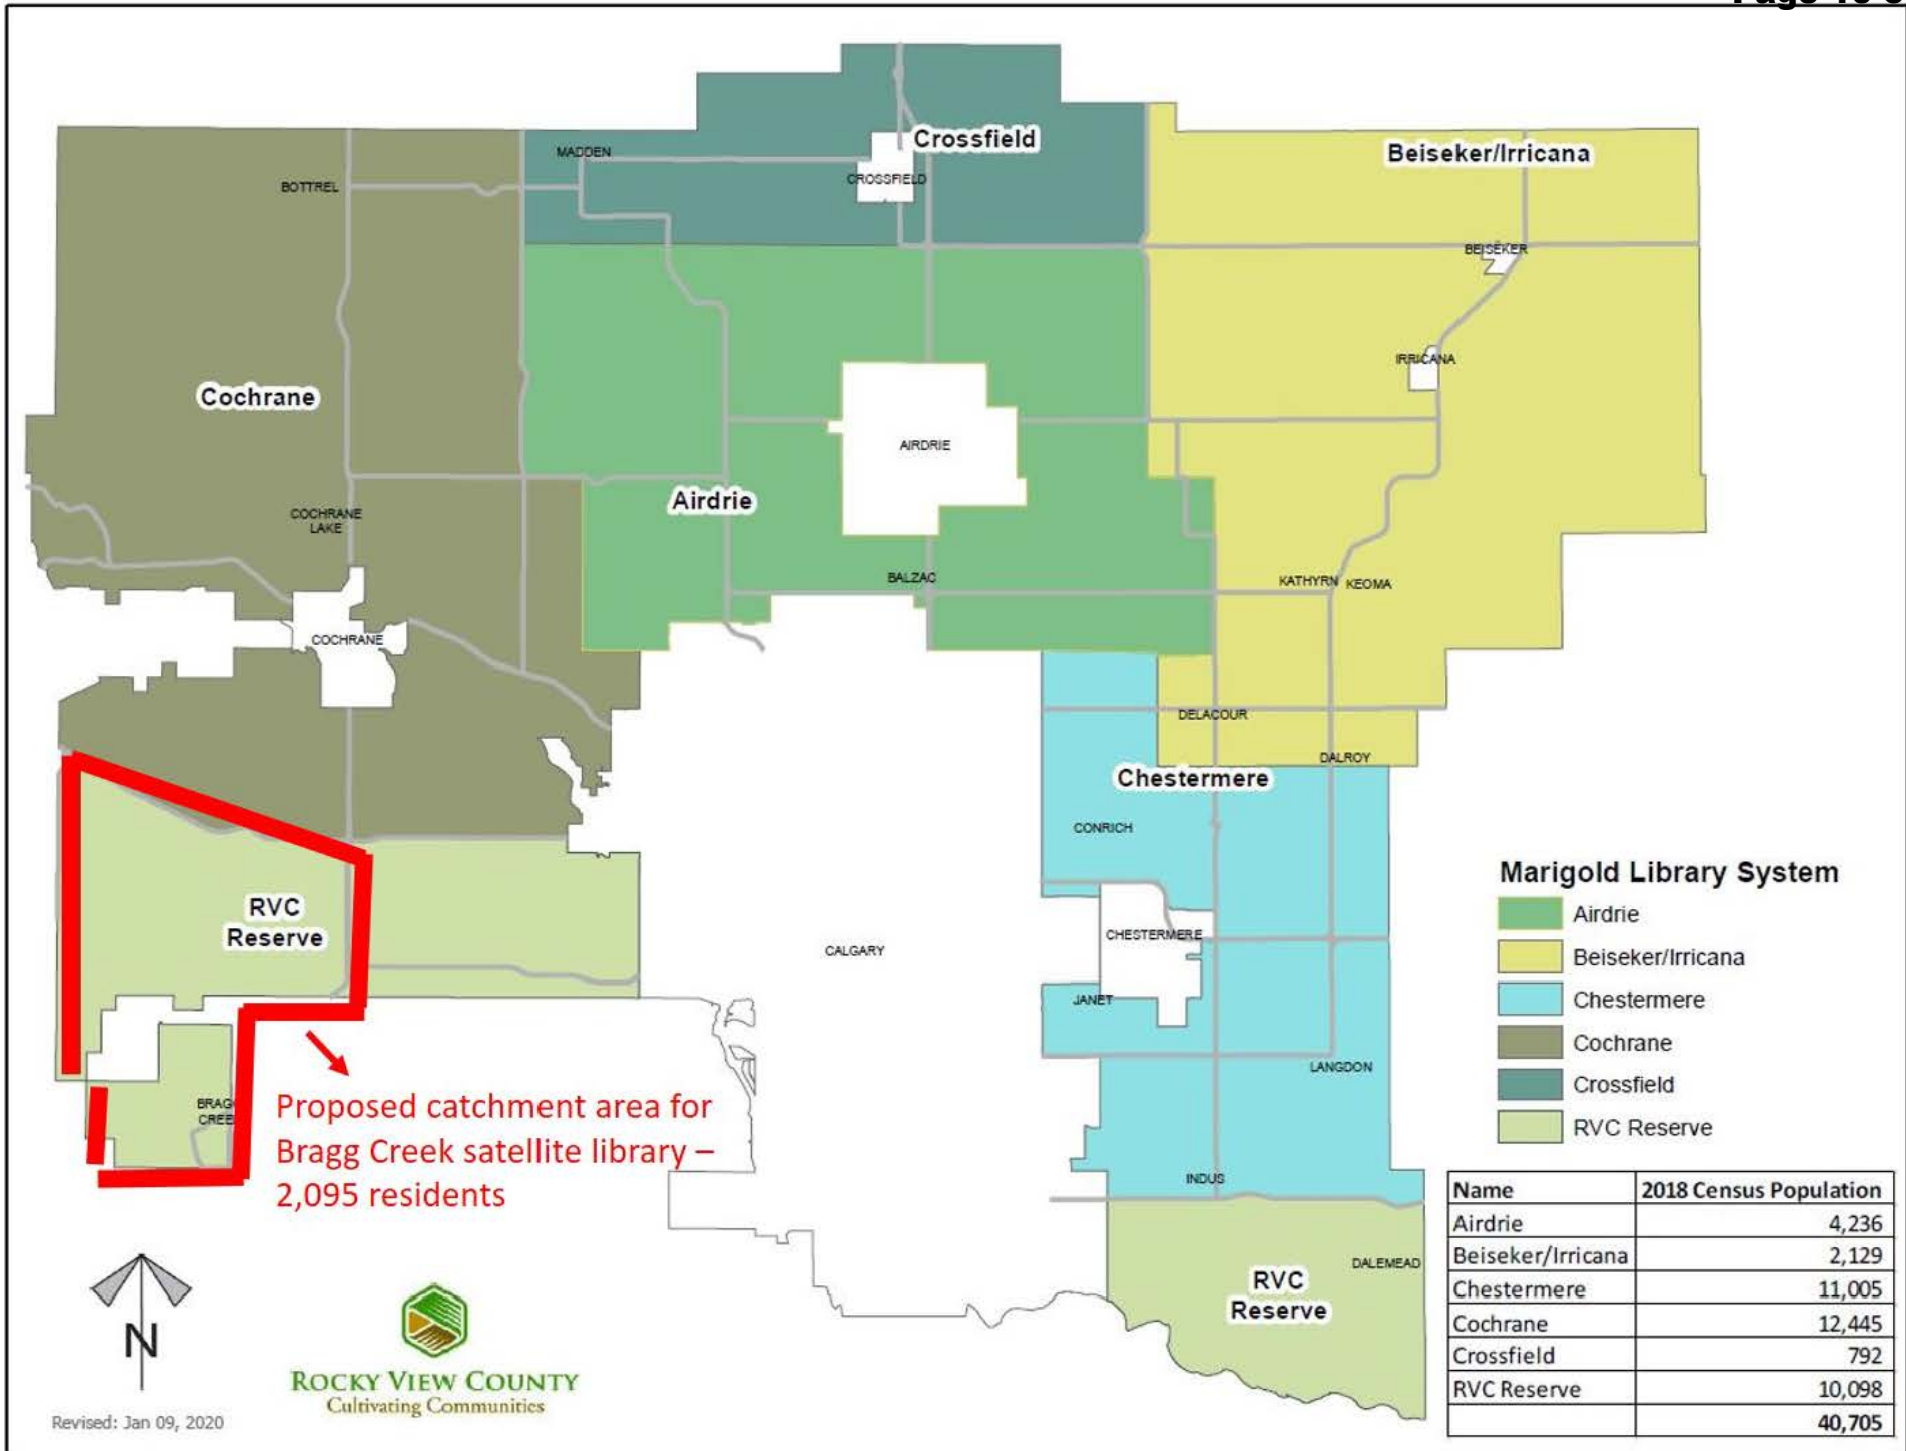 Crossfield
MADDEN
CROSSFIELD
Beiseker/Irricana
BOTTREL
BEISEKER
IRRICANA
Cochrane
AIRDRIE
Airdrie
COCHRANE
LAKE
BALZAC
KATHYRN
KEOMA
COCHRANE
DELACOUR
DALROY
Chestermere
CONRICH
RVC
Reserve
CALGARY
CHESTERMERE
JANET
LANGDON
INDUS
DALEMEAD
RVC
Reserve
Proposed catchment area for
Bragg Creek satellite library –
2,095 residents
Marigold Library System
Airdrie
Beiseker/Irricana
Chestermere
Cochrane
Crossfield
RVC Reserve
Name 2018 Census Population
Airdrie 4,236
Beiseker/Irricana 2,129
Chestermere 11,005
Cochrane 12,445
Crossfield 792
RVC Reserve 10,098
40,705
N
ROCKY VIEW COUNTY
Cultivating Communities
Revised: Jan 09, 2020